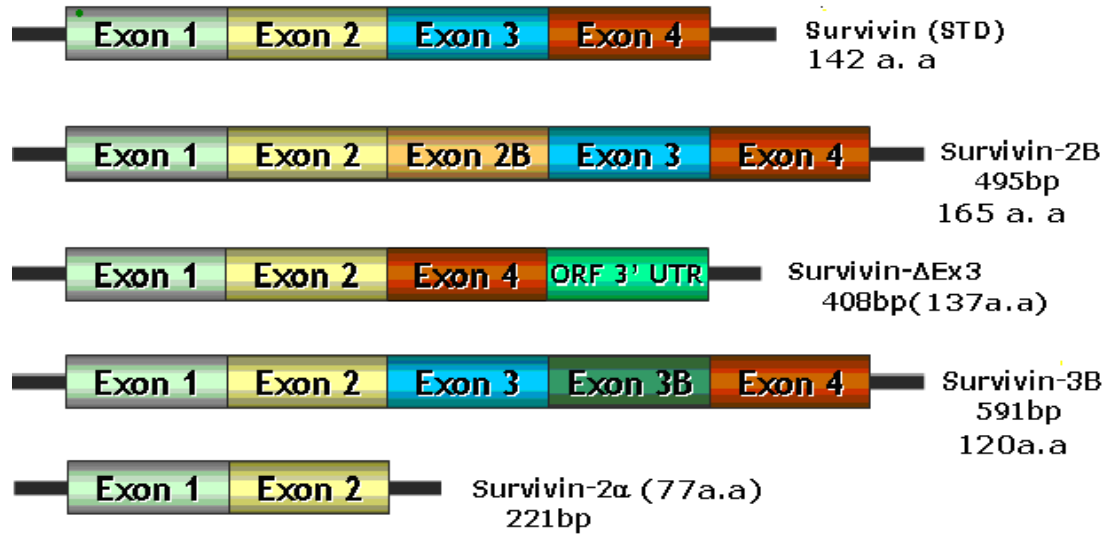 Exon 1 Exon 2 Exon 3 Exon 4 Survivin (STD)
142 a. a
Exon 1 Exon 2 Exon 2B Exon 3 Exon 4 Survivin-2B
495bp
165 a. a
Exon 1 Exon 2 Exon 4 ORF 3' UTR Survivin-ΔEx3
408bp(137a.a)
Exon 1 Exon 2 Exon 3 Exon 3B Exon 4 Survivin-3B
591bp
120a.a
Exon 1 Exon 2 Survivin-2α (77a.a)
221bp